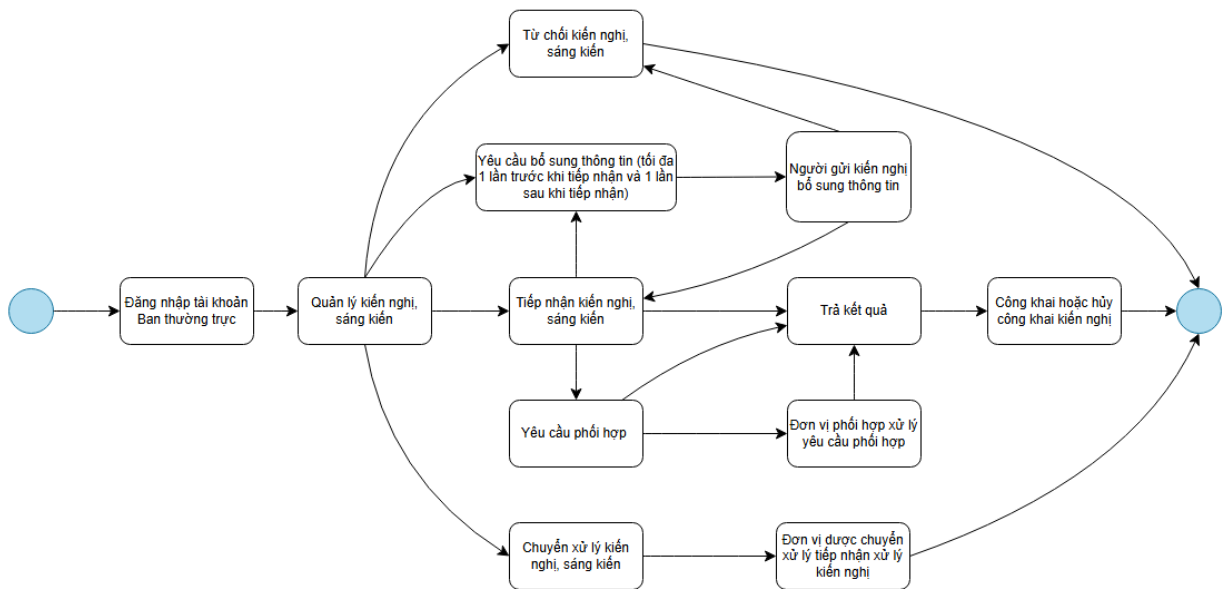 Từ chối kiến nghị,
sáng kiến
Yêu cầu bổ sung thông tin (tối đa
1 lần trước khi tiếp nhận và 1 lần
sau khi tiếp nhận)
Người gửi kiến nghị
bổ sung thông tin
Đăng nhập tài khoản
Ban thường trực
Quản lý kiến nghị,
sáng kiến
Tiếp nhận kiến nghị,
sáng kiến
Trả kết quả
Công khai hoặc hủy
công khai kiến nghị
Yêu cầu phối hợp
Đơn vị phối hợp xử lý
yêu cầu phối hợp
Chuyển xử lý kiến
nghị, sáng kiến
Đơn vị dược chuyển
xử lý tiếp nhận xử lý
kiến nghị